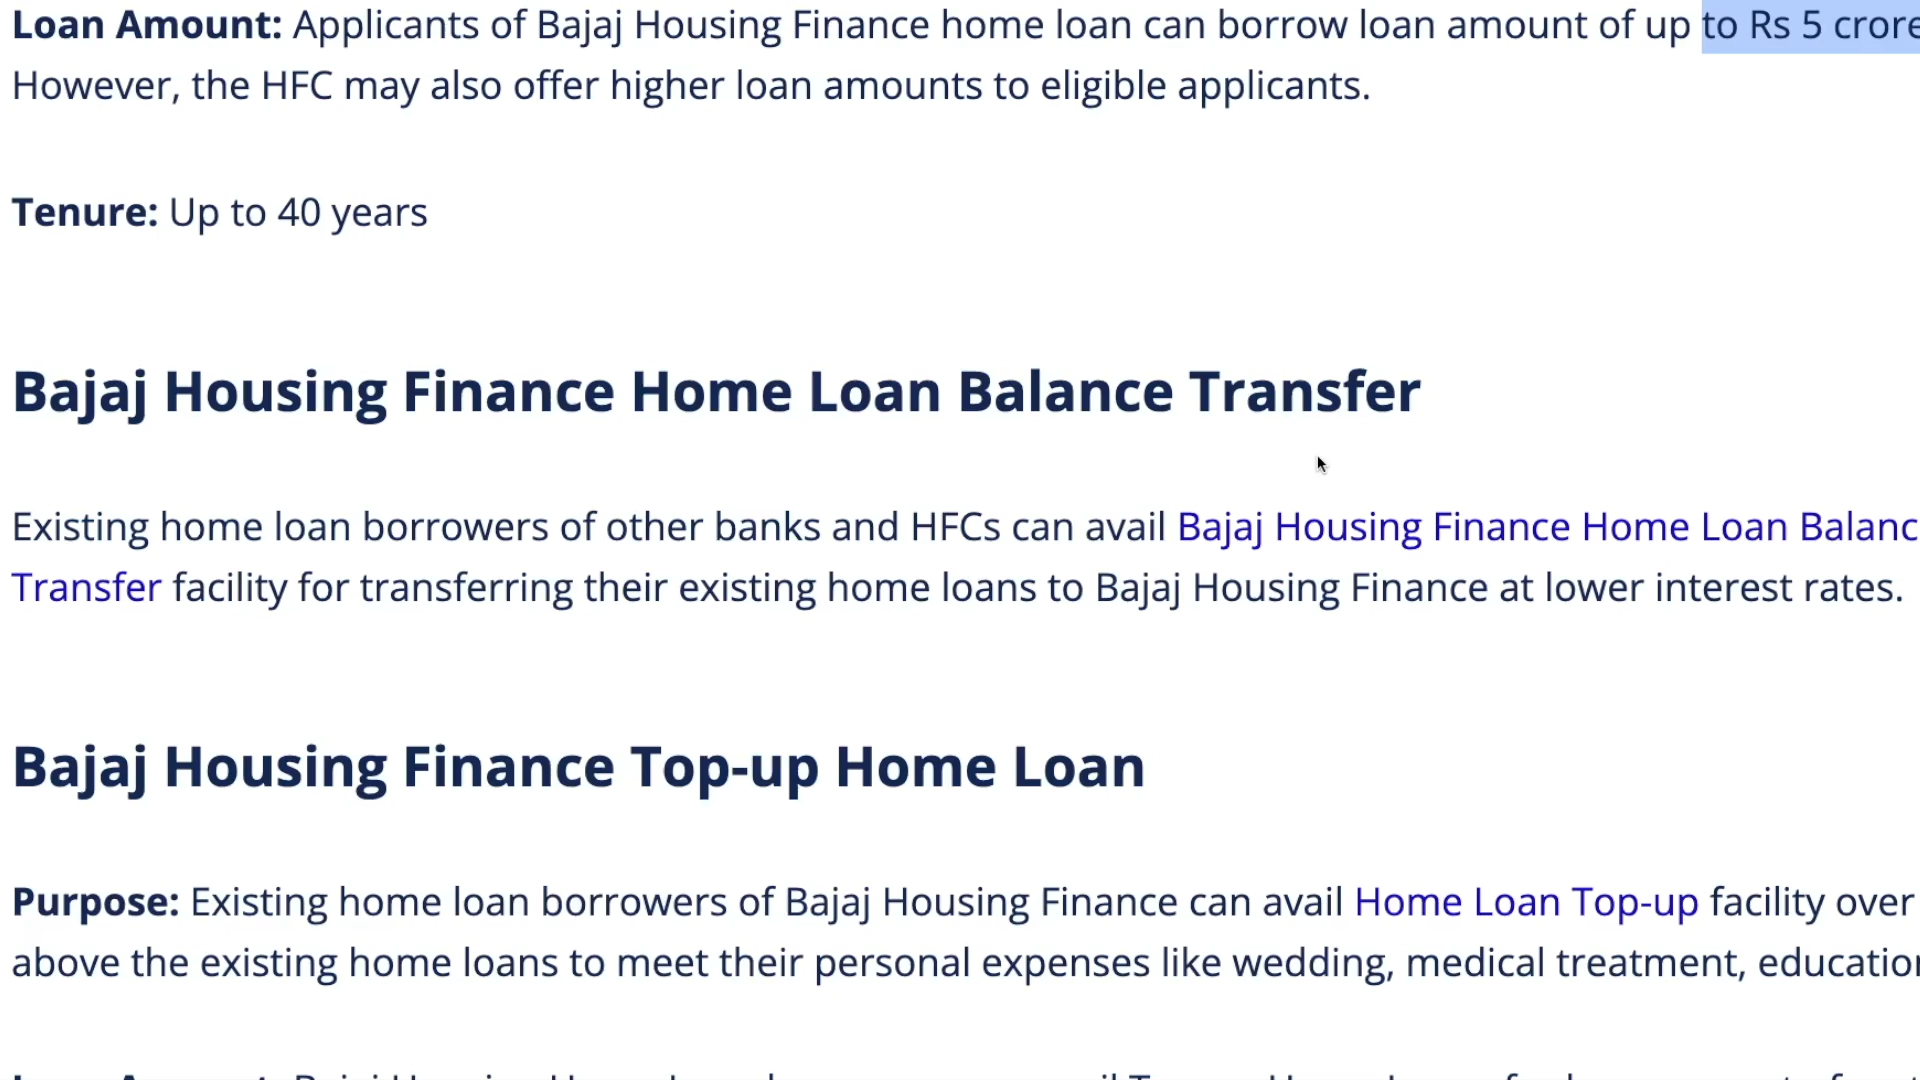 Loan Amount: Applicants of Bajaj Housing Finance home loan can borrow loan amount of up to Rs 5 crore
However, the HFC may also offer higher loan amounts to eligible applicants.
Tenure: Up to 40 years
Bajaj Housing Finance Home Loan Balance Transfer
Existing home loan borrowers of other banks and HFCs can avail Bajaj Housing Finance Home Loan Balanc
Transfer facility for transferring their existing home loans to Bajaj Housing Finance at lower interest rates.
Bajaj Housing Finance Top-up Home Loan
Purpose: Existing home loan borrowers of Bajaj Housing Finance can avail Home Loan Top-up facility over
above the existing home loans to meet their personal expenses like wedding, medical treatment, education